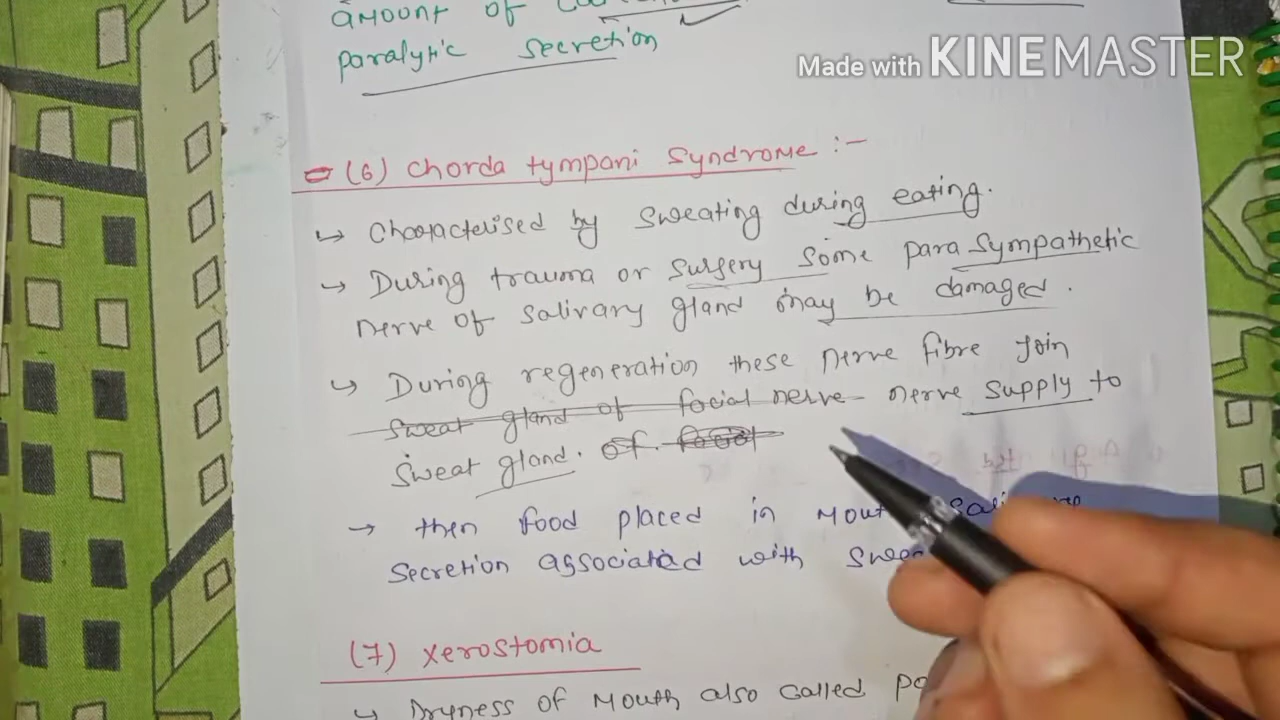 amount of
paralytic secretion
Made with KINEMASTER
(6) Chorda tympani Syndrome :-
↳ Characterised by sweating during eating.
↳ During trauma or surgery some para sympathetic
nerve of salivary gland may be damaged.
↳ During regeneration these nerve fibre join
sweat gland of facial nerve nerve supply to
sweat gland. of
→ then food placed in mouth
secretion associated with
(7) Xerostomia
↳ Dryness of mouth also called